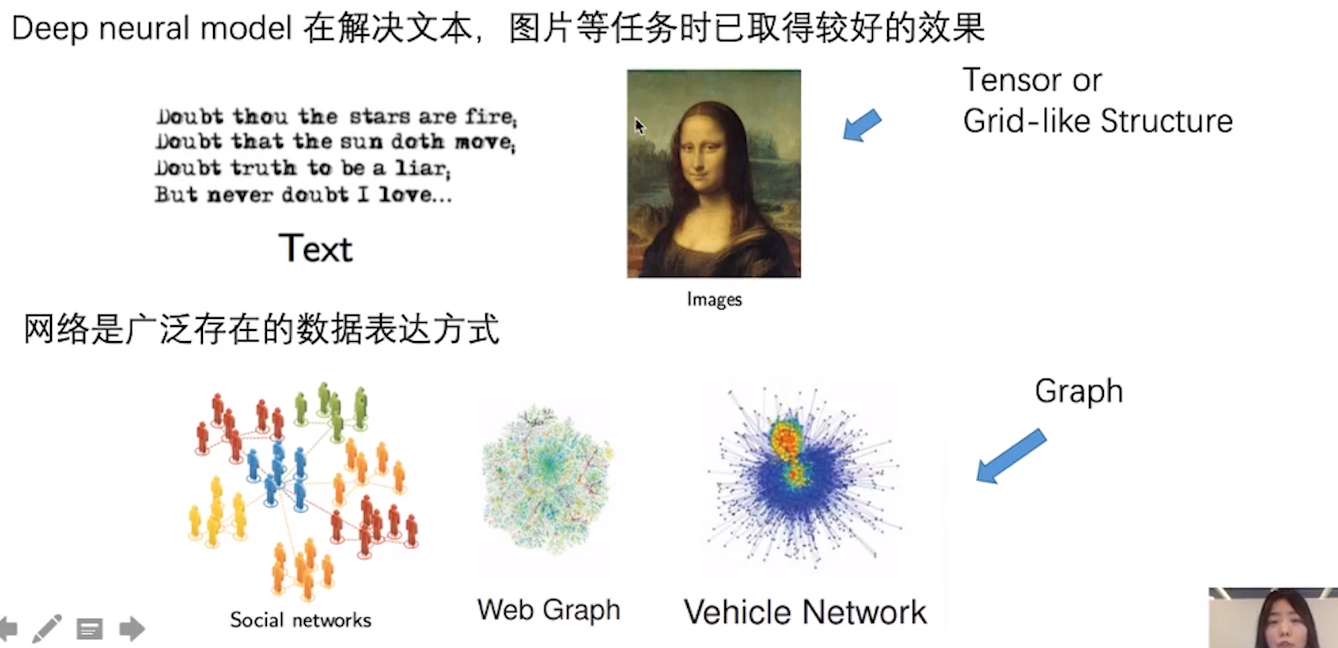 Deep neural model 在解决文本，图片等任务时已取得较好的效果
Doubt thou the stars are fire;
Doubt that the sun doth move;
Doubt truth to be a liar;
But never doubt I love...
Text
Images
Tensor or
Grid-like Structure
网络是广泛存在的数据表达方式
Graph
Social networks
Web Graph
Vehicle Network